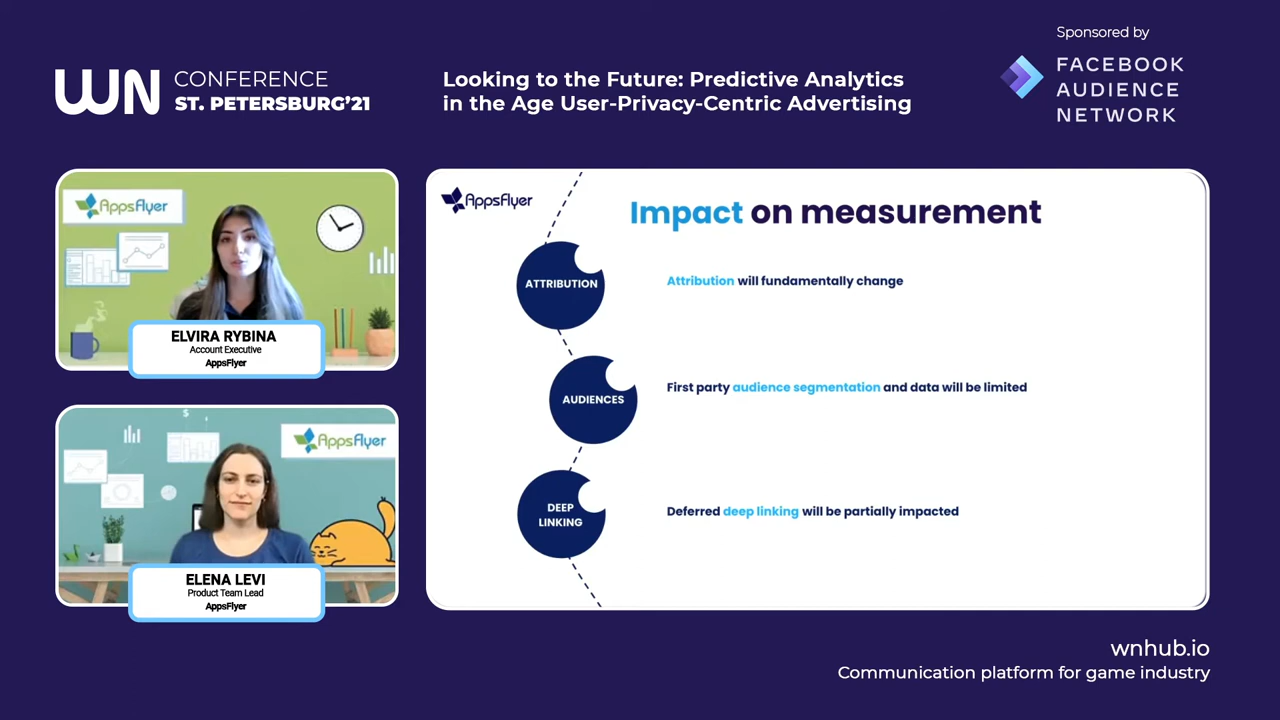 WN CONFERENCE
ST. PETERSBURG'21
Looking to the Future: Predictive Analytics
in the Age User-Privacy-Centric Advertising
Sponsored by
FACEBOOK
AUDIENCE
NETWORK
AppsFlyer
ELVIRA RYBINA
Account Executive
AppsFlyer
AppsFlyer
ELENA LEVI
Product Team Lead
AppsFlyer
AppsFlyer
Impact on measurement
ATTRIBUTION
Attribution will fundamentally change
AUDIENCES
First party audience segmentation and data will be limited
DEEP
LINKING
Deferred deep linking will be partially impacted
wnhub.io
Communication platform for game industry